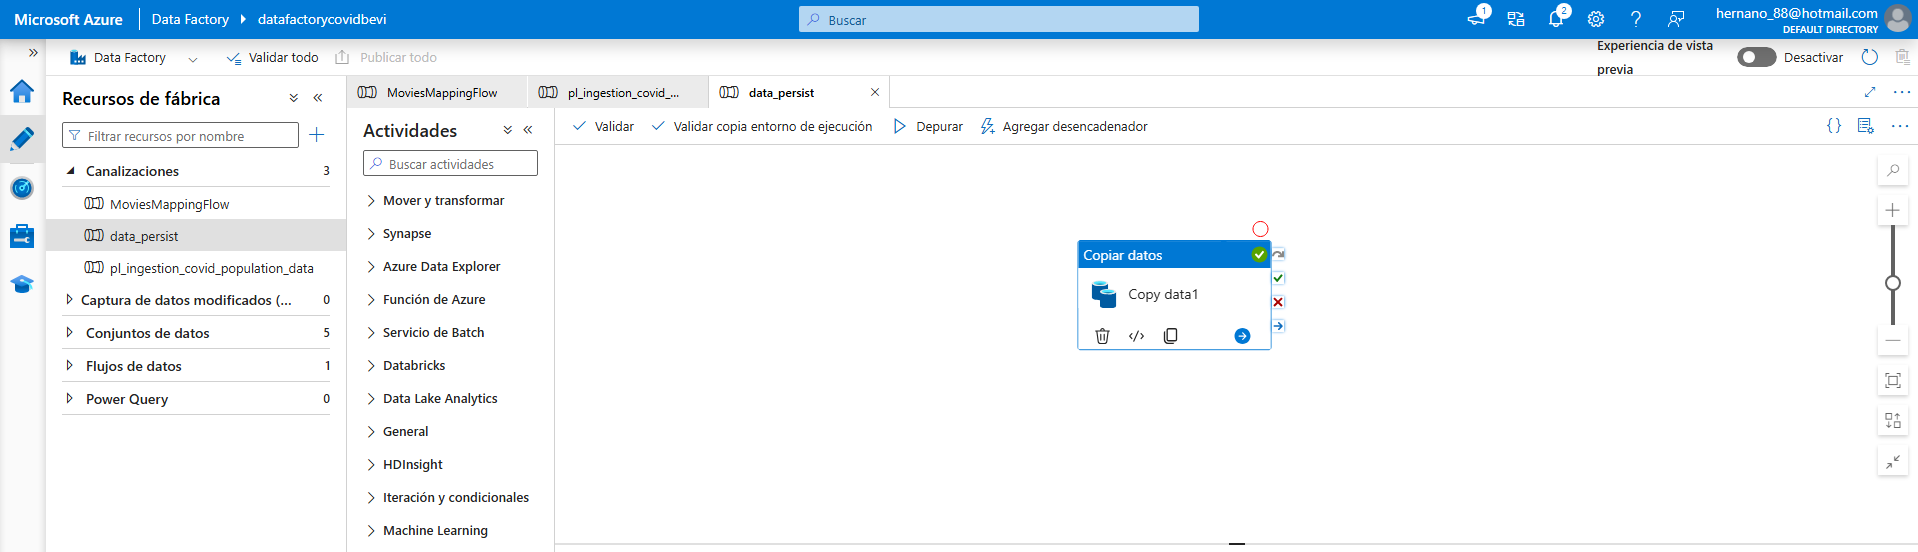 Microsoft Azure
Data Factory
datafactorycovidbevi
Buscar
1
2
hernano_88@hotmail.com
DEFAULT DIRECTORY
Data Factory
Validar todo
Publicar todo
Experiencia de vista
previa
Desactivar
Recursos de fábrica
Filtrar recursos por nombre
Canalizaciones 3
MoviesMappingFlow
data_persist
pl_ingestion_covid_population_data
Captura de datos modificados (... 0
Conjuntos de datos 5
Flujos de datos 1
Power Query 0
MoviesMappingFlow
pl_ingestion_covid_...
data_persist
Actividades
Buscar actividades
Mover y transformar
Synapse
Azure Data Explorer
Función de Azure
Servicio de Batch
Databricks
Data Lake Analytics
General
HDInsight
Iteración y condicionales
Machine Learning
Validar
Validar copia entorno de ejecución
Depurar
Agregar desencadenador
Copiar datos
Copy data1